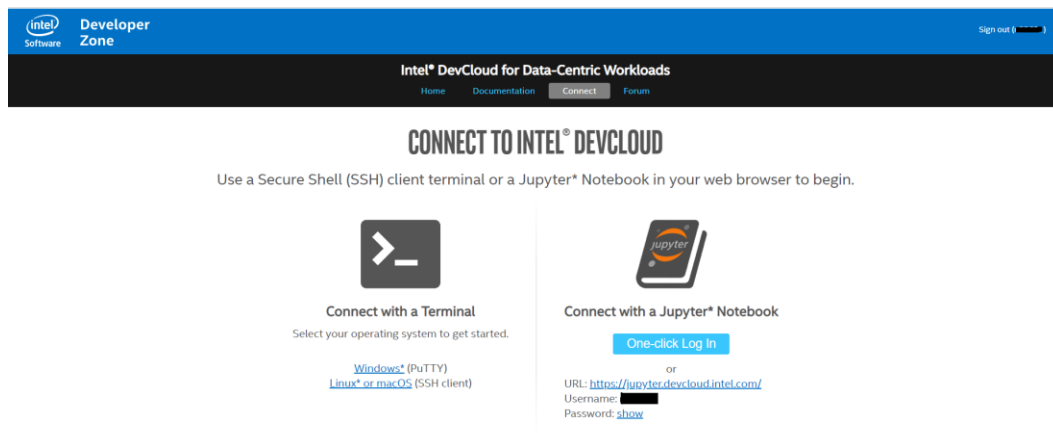 intel
Software
Developer
Zone
Sign out ( )
Intel® DevCloud for Data-Centric Workloads
Home Documentation Connect Forum
CONNECT TO INTEL® DEVCLOUD
Use a Secure Shell (SSH) client terminal or a Jupyter* Notebook in your web browser to begin.
>_
jupyter
Connect with a Terminal
Select your operating system to get started.
Windows* (PuTTY)
Linux* or macOS (SSH client)
Connect with a Jupyter* Notebook
One-click Log In
or
URL: https://jupyter.devcloud.intel.com/
Username:
Password: show